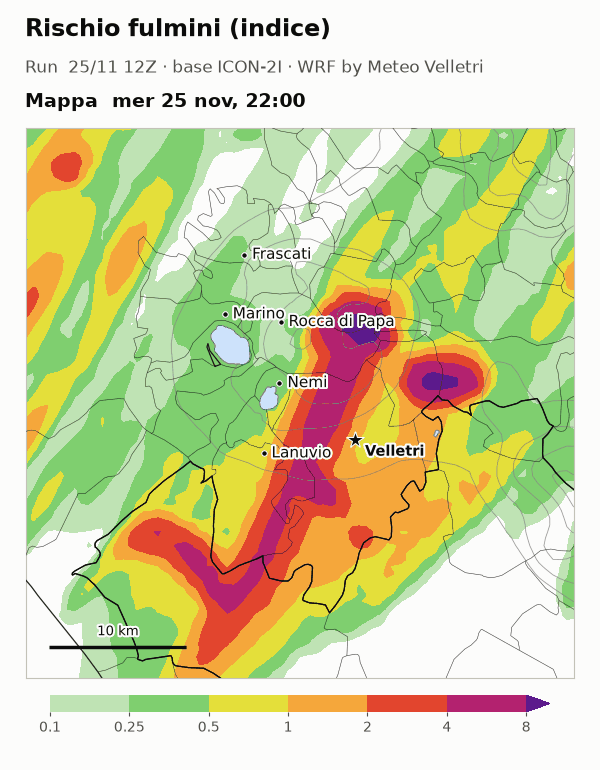 Rischio fulmini (indice)
Run  25/11 12Z · base ICON-2I · WRF by Meteo Velletri
Mappa  mer 25 nov, 22:00
Frascati
Marino
Rocca di Papa
Nemi
Velletri
Lanuvio
10 km
0.1 0.25 0.5 1 2 4 8